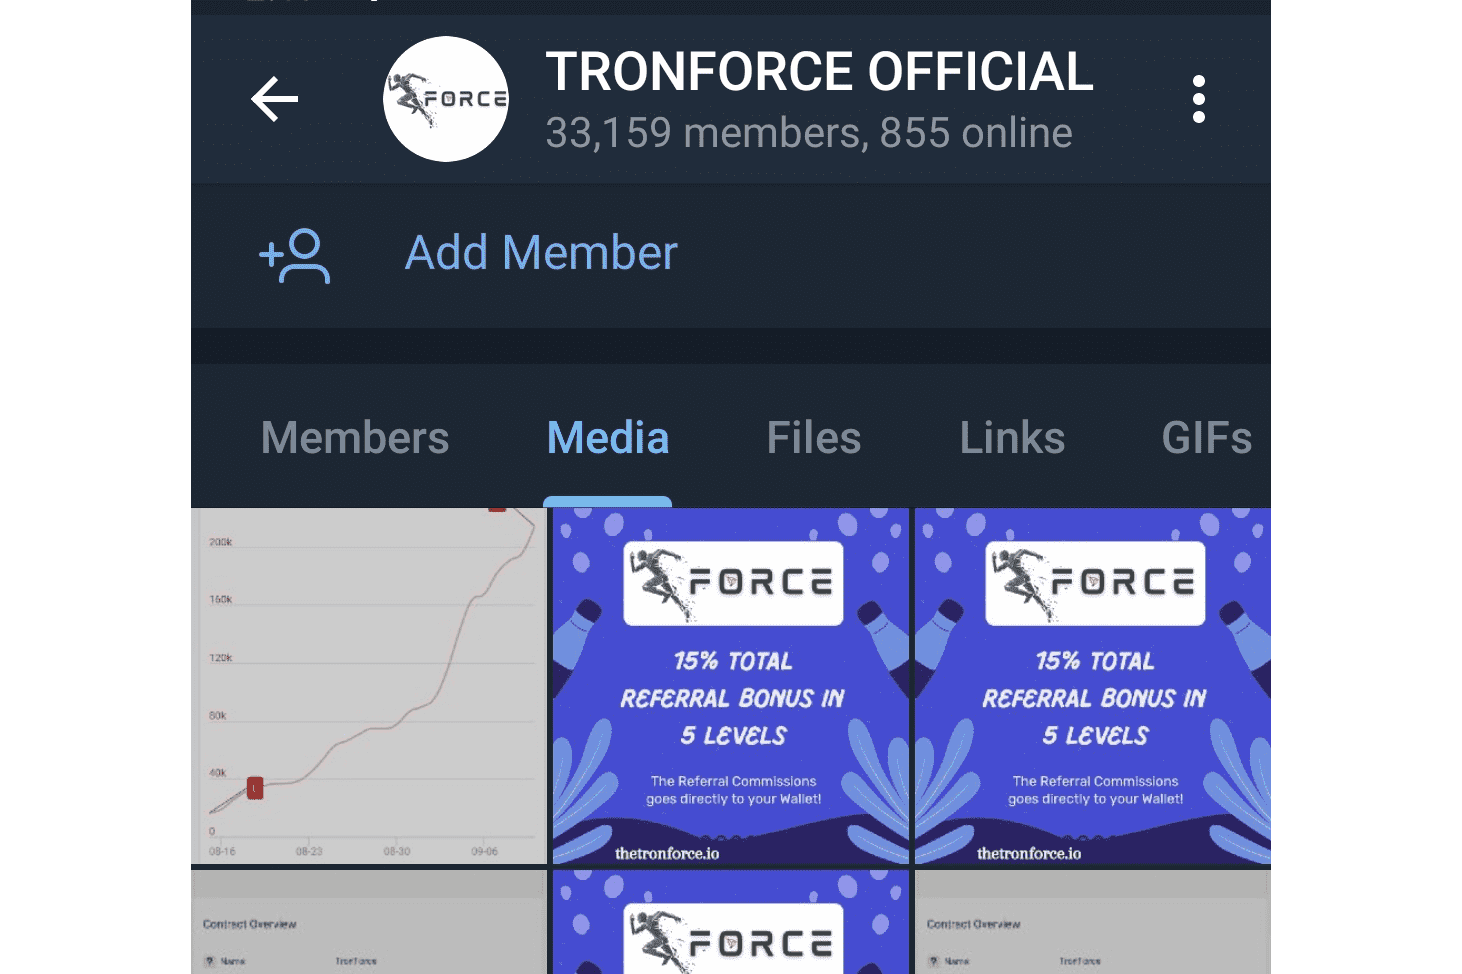 FORCE
TRONFORCE OFFICIAL
33,159 members, 855 online
Add Member
Members
Media
Files
Links
GIFs
200k
160k
120k
80k
40k
0
08-16
08-23
08-30
09-06
FORCE
15% TOTAL
REFERRAL BONUS IN
5 LEVELS
The Referral Commissions
goes directly to your Wallet!
thetronforce.io
FORCE
15% TOTAL
REFERRAL BONUS IN
5 LEVELS
The Referral Commissions
goes directly to your Wallet!
thetronforce.io
Contract Overview
? Name TronForce
FORCE
Contract Overview
? Name TronForce